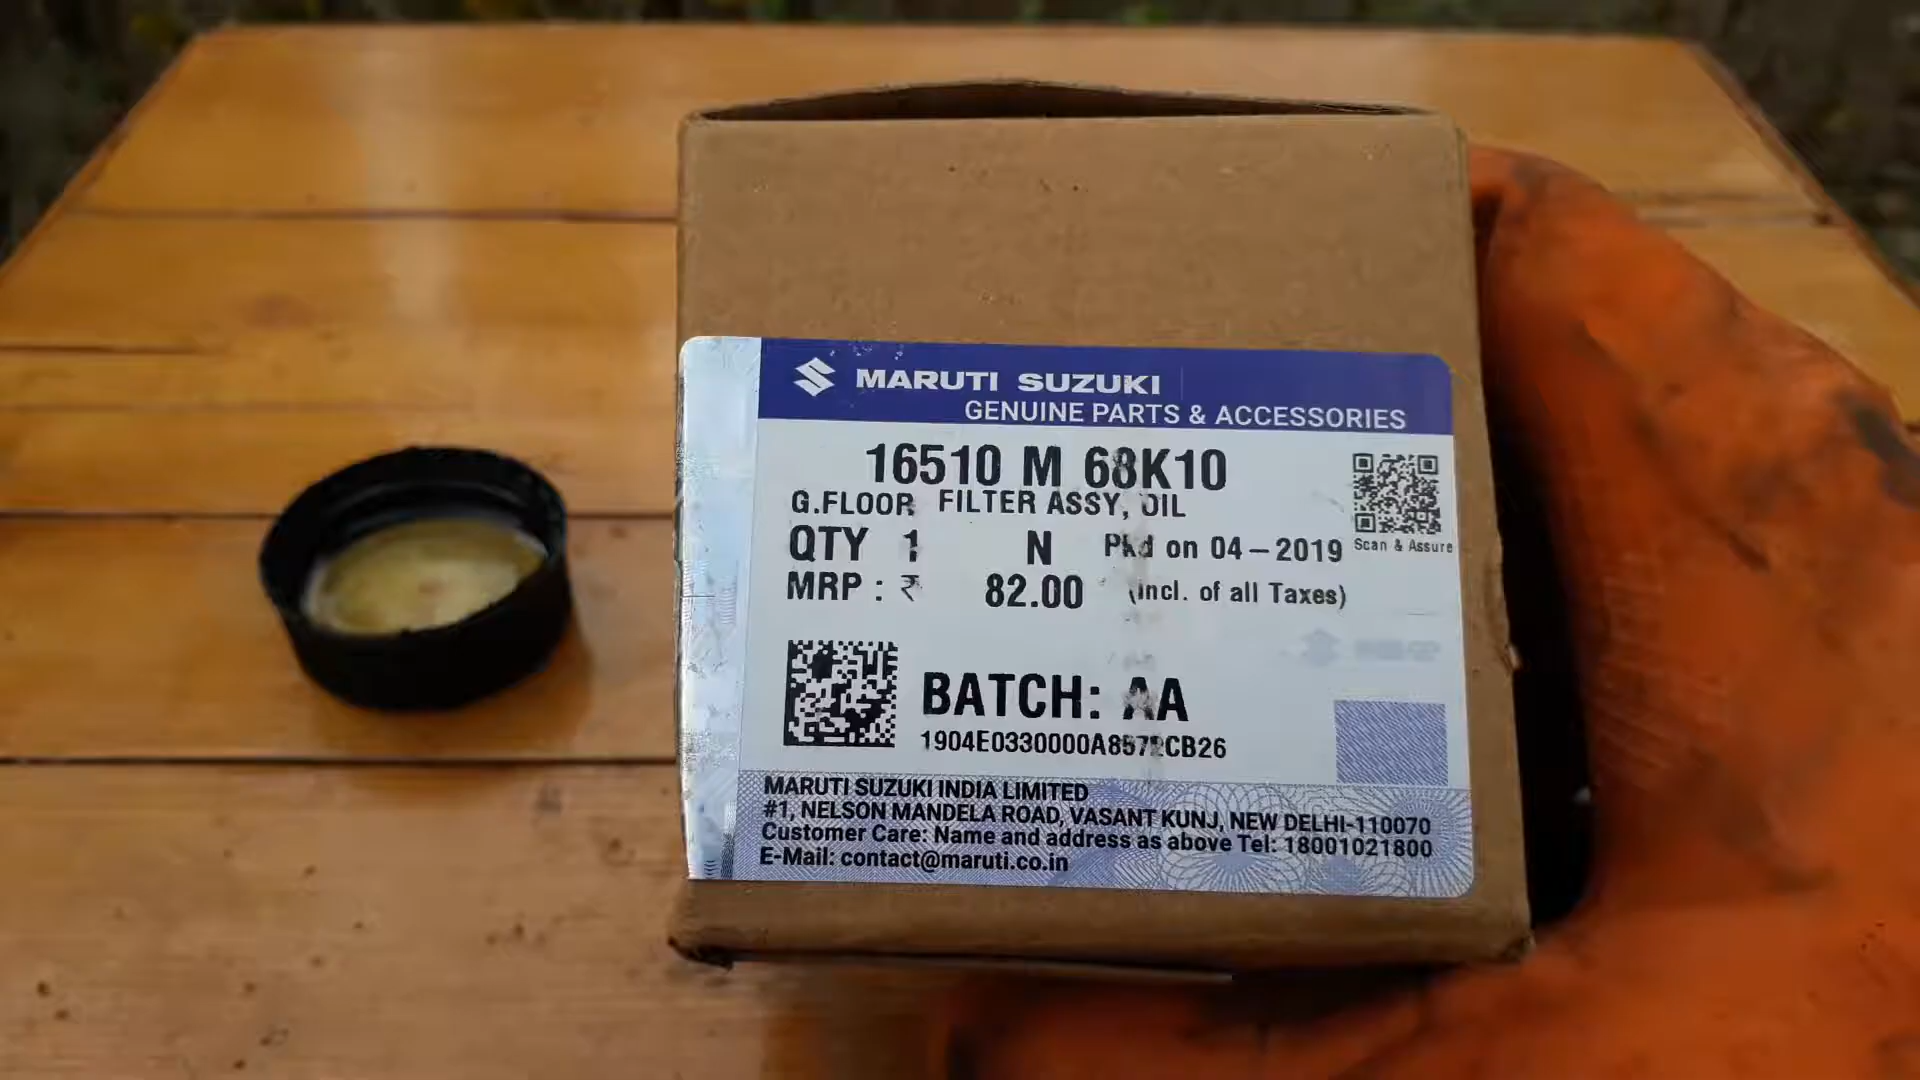 MARUTI SUZUKI
GENUINE PARTS & ACCESSORIES
16510 M 68K10
G.FLOOR FILTER ASSY, OIL
QTY 1 N Pkd on 04-2019
Scan & Assure
MRP : ₹ 82.00 (Incl. of all Taxes)
BATCH: AA
1904E0330000A8572CB26
MARUTI SUZUKI INDIA LIMITED
#1, NELSON MANDELA ROAD, VASANT KUNJ, NEW DELHI-110070
Customer Care: Name and address as above Tel: 18001021800
E-Mail: contact@maruti.co.in